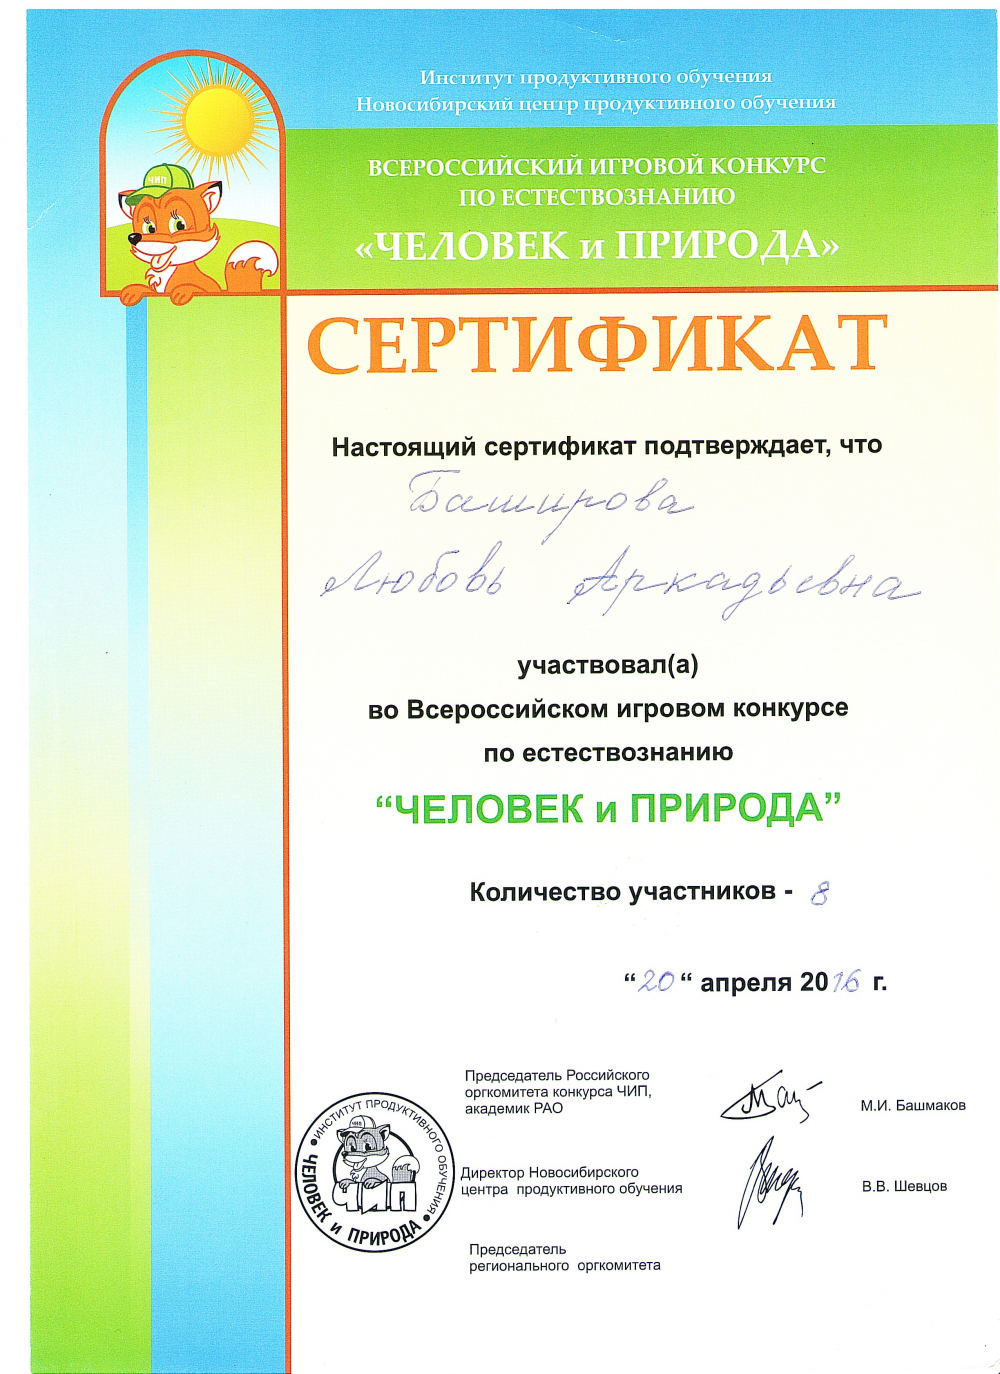 Институт продуктивного обучения
Новосибирский центр продуктивного обучения
ВСЕРОССИЙСКИЙ ИГРОВОЙ КОНКУРС
ПО ЕСТЕСТВОЗНАНИЮ
«ЧЕЛОВЕК и ПРИРОДА»
ЧИП
СЕРТИФИКАТ
Настоящий сертификат подтверждает, что
Баширова
Любовь Аркадьевна
участвовал(а)
во Всероссийском игровом конкурсе
по естествознанию
“ЧЕЛОВЕК и ПРИРОДА”
Количество участников - 8
“20“ апреля 2016 г.
Председатель Российского
оргкомитета конкурса ЧИП,
академик РАО
М.И. Башмаков
Директор Новосибирского
центра продуктивного обучения
В.В. Шевцов
Председатель
регионального оргкомитета
ИНСТИТУТ ПРОДУКТИВНОГО ОБУЧЕНИЯ
ЧЕЛОВЕК и ПРИРОДА
ЧИП
ЧИП